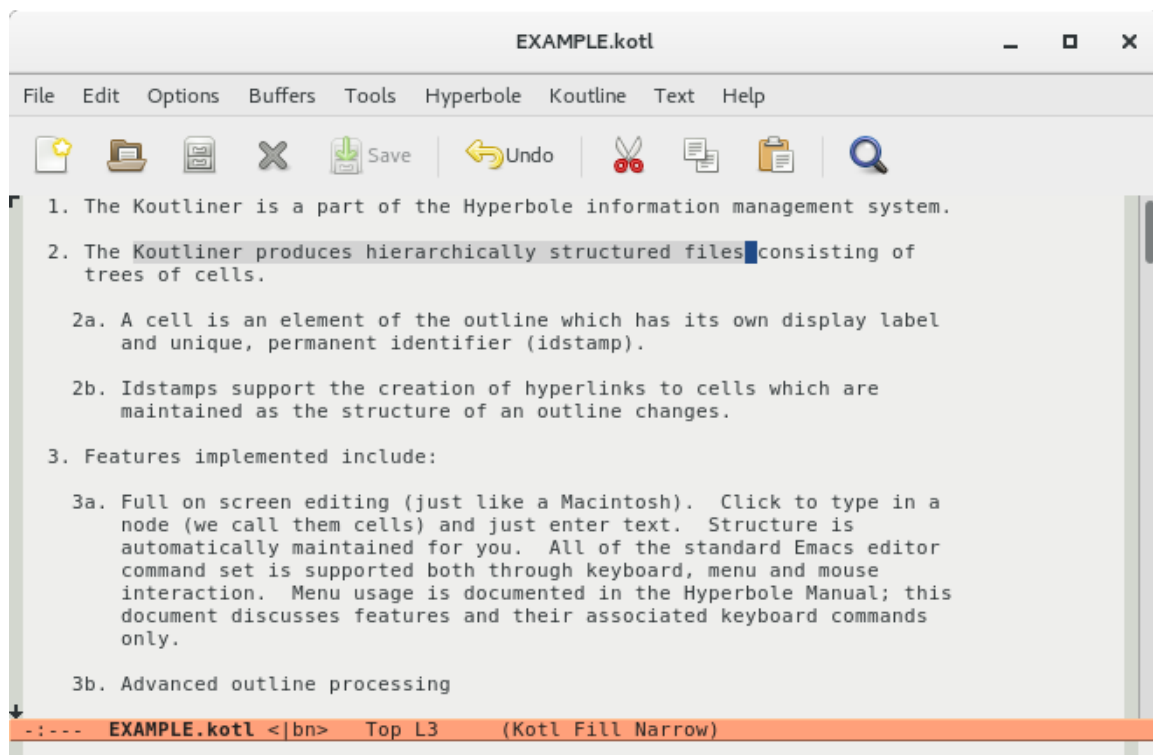 EXAMPLE.kotl
File Edit Options Buffers Tools Hyperbole Koutline Text Help
Save Undo
1. The Koutliner is a part of the Hyperbole information management system.
2. The Koutliner produces hierarchically structured files consisting of
trees of cells.
2a. A cell is an element of the outline which has its own display label
and unique, permanent identifier (idstamp).
2b. Idstamps support the creation of hyperlinks to cells which are
maintained as the structure of an outline changes.
3. Features implemented include:
3a. Full on screen editing (just like a Macintosh).  Click to type in a
node (we call them cells) and just enter text.  Structure is
automatically maintained for you.  All of the standard Emacs editor
command set is supported both through keyboard, menu and mouse
interaction.  Menu usage is documented in the Hyperbole Manual; this
document discusses features and their associated keyboard commands
only.
3b. Advanced outline processing
-:---  EXAMPLE.kotl <|bn>   Top L3     (Kotl Fill Narrow)